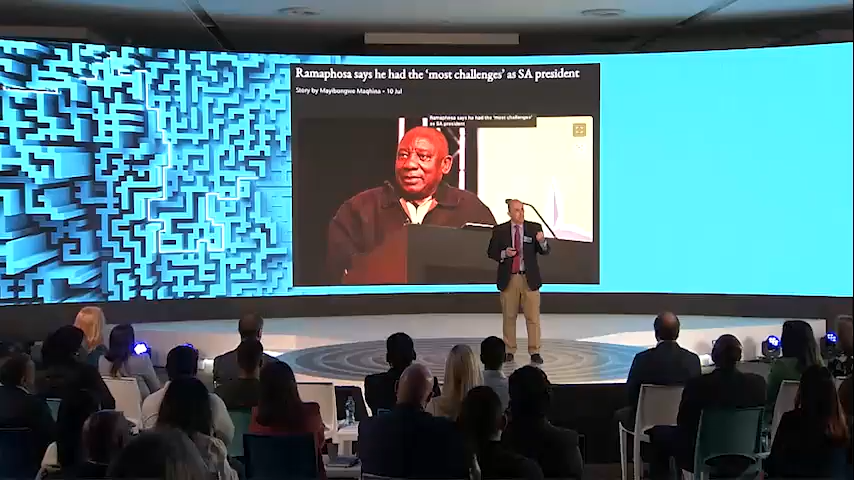 Ramaphosa says he had the ‘most challenges’ as SA president
Story by Mayibongwe Maqhina • 10 Jul
Ramaphosa says he had the ‘most challenges’
as SA president